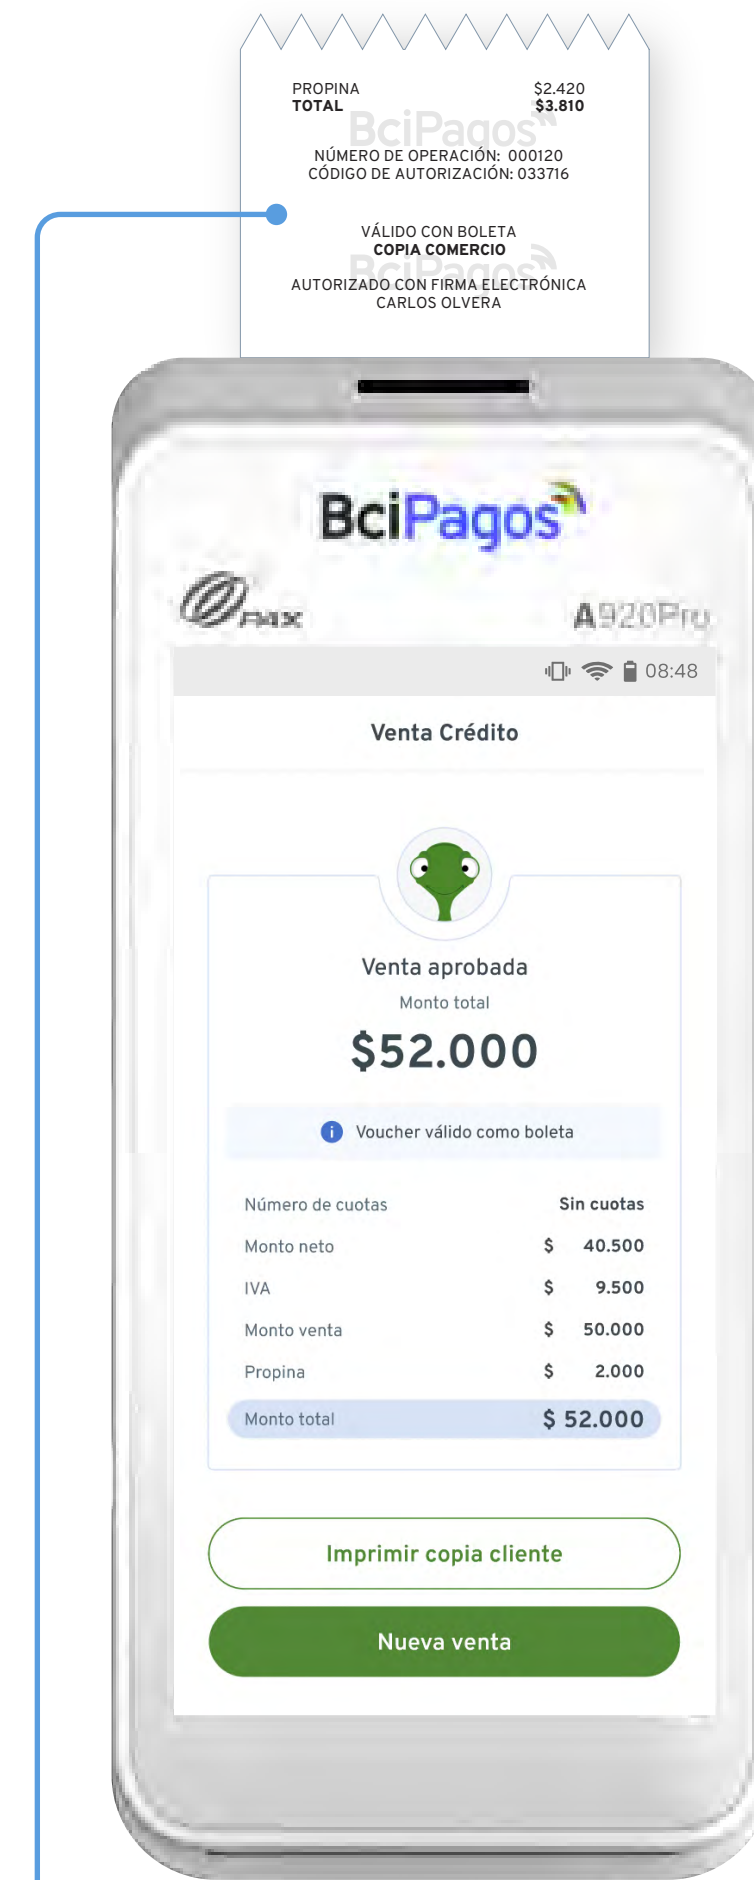 PROPINA $2.420
TOTAL $3.810
BciPagos
NÚMERO DE OPERACIÓN: 000120
CÓDIGO DE AUTORIZACIÓN: 033716
VÁLIDO CON BOLETA
COPIA COMERCIO
BciPagos
AUTORIZADO CON FIRMA ELECTRÓNICA
CARLOS OLVERA
BciPagos
PAX A920Pro
08:48
Venta Crédito
Venta aprobada
Monto total
$52.000
i Voucher válido como boleta
Número de cuotas Sin cuotas
Monto neto $ 40.500
IVA $ 9.500
Monto venta $ 50.000
Propina $ 2.000
Monto total $ 52.000
Imprimir copia cliente
Nueva venta